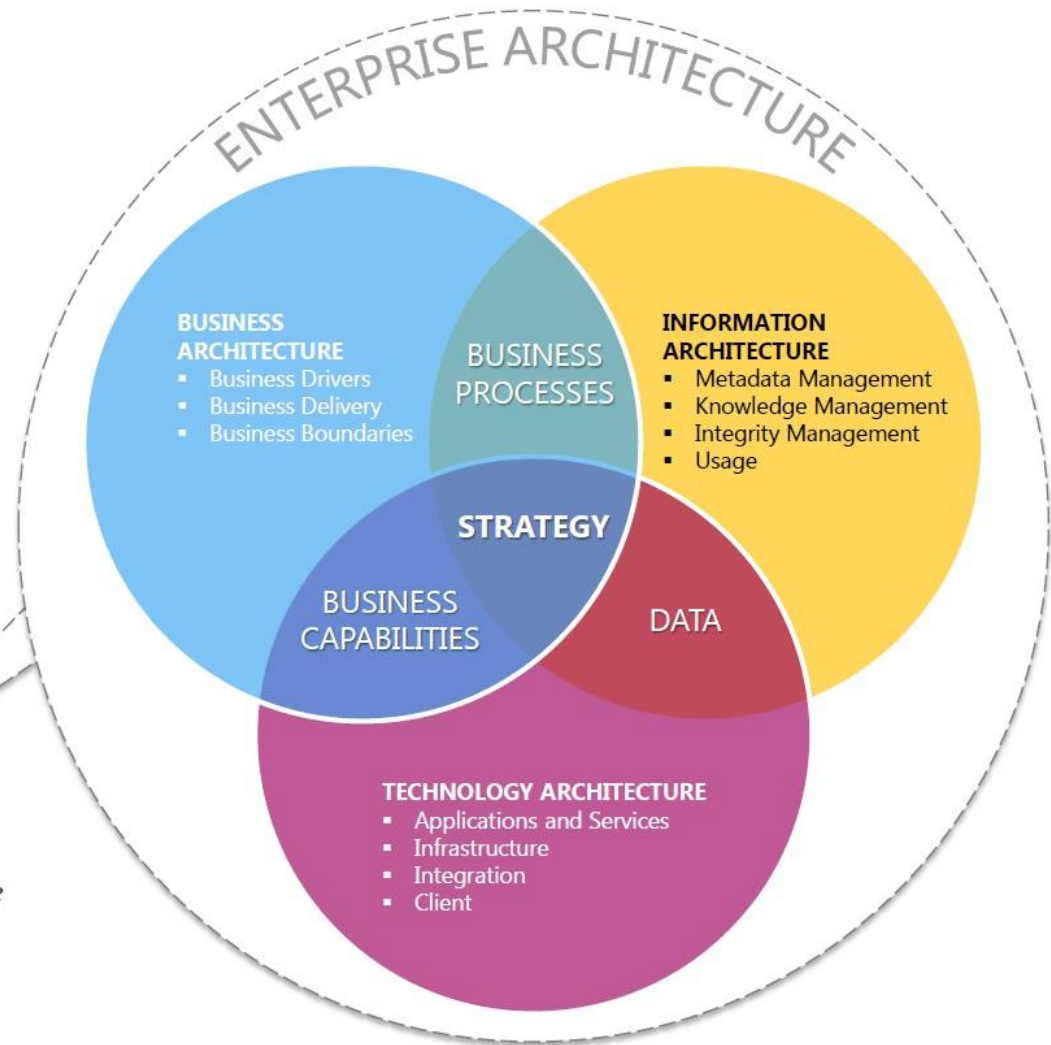 ENTERPRISE ARCHITECTURE
BUSINESS
ARCHITECTURE
▪ Business Drivers
▪ Business Delivery
▪ Business Boundaries
BUSINESS
PROCESSES
INFORMATION
ARCHITECTURE
▪ Metadata Management
▪ Knowledge Management
▪ Integrity Management
▪ Usage
STRATEGY
BUSINESS
CAPABILITIES
DATA
TECHNOLOGY ARCHITECTURE
▪ Applications and Services
▪ Infrastructure
▪ Integration
▪ Client